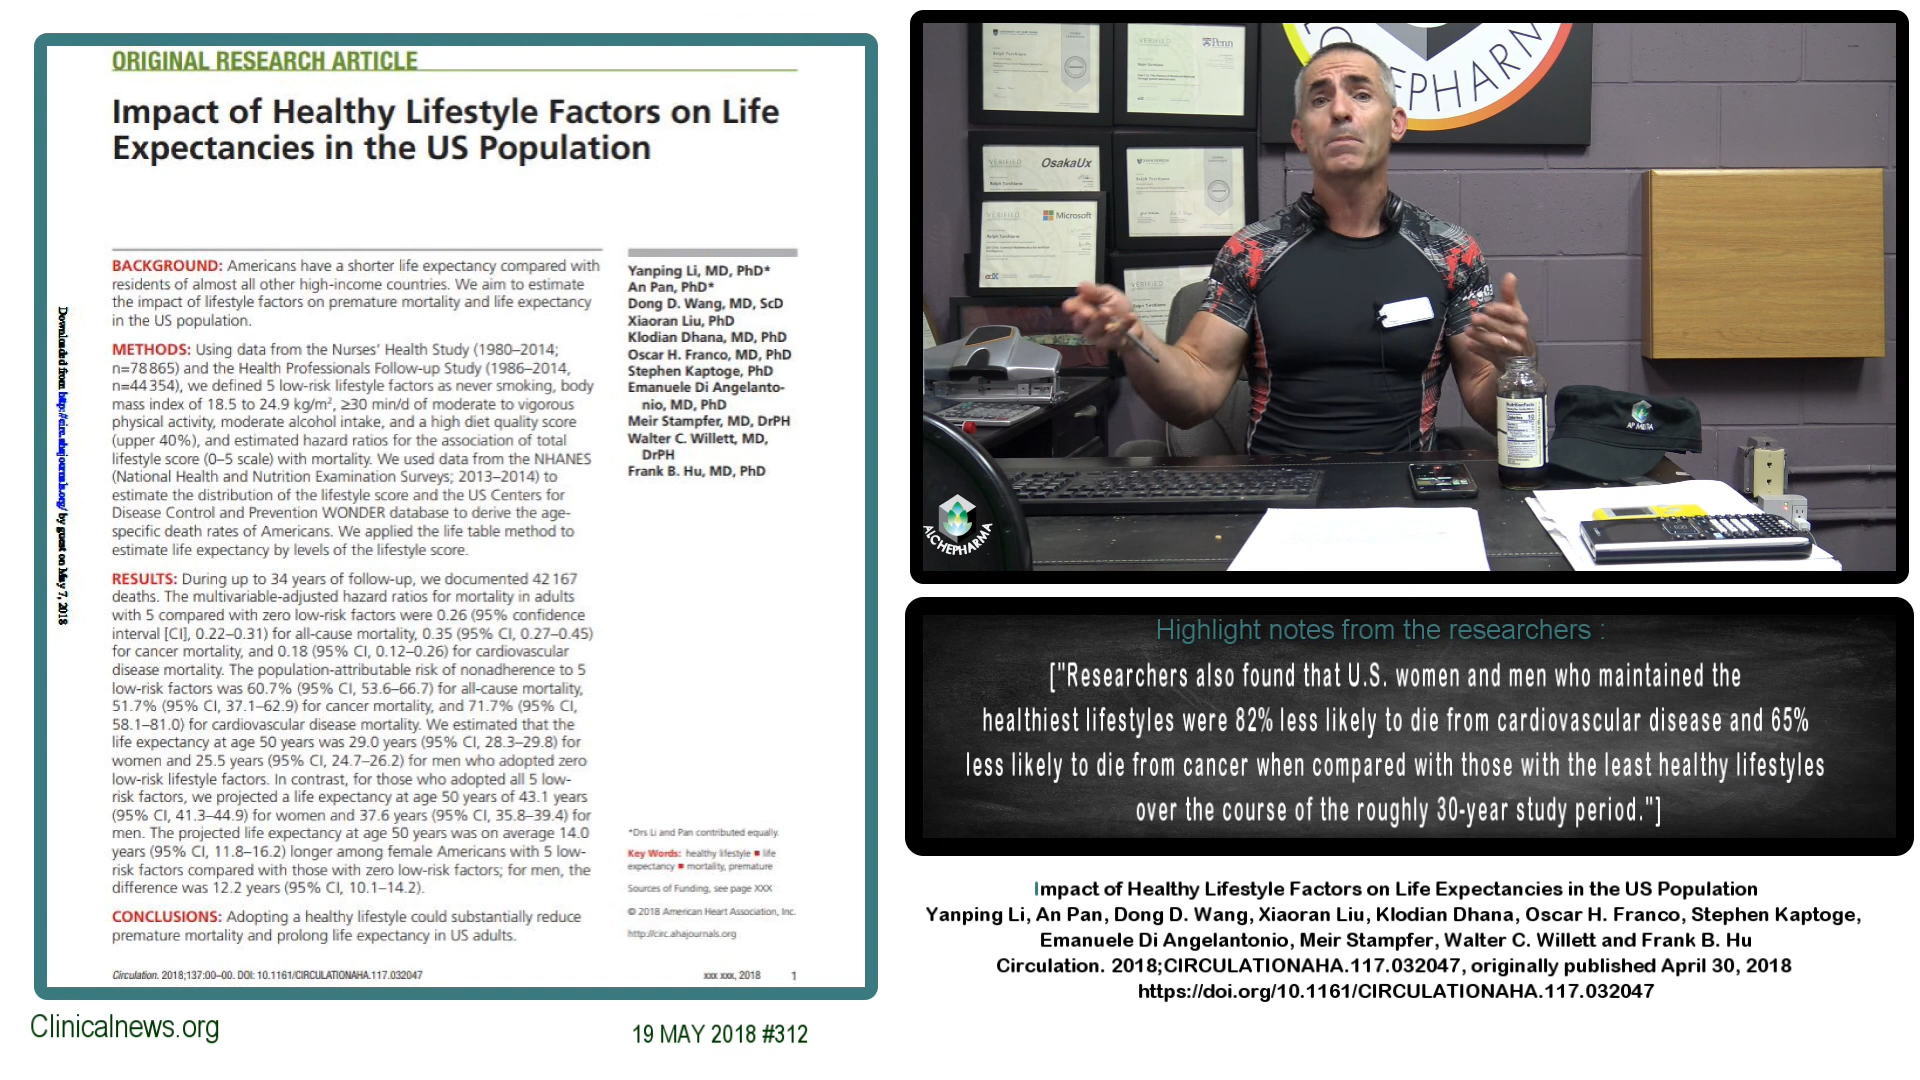 ORIGINAL RESEARCH ARTICLE
Impact of Healthy Lifestyle Factors on Life
Expectancies in the US Population
BACKGROUND: Americans have a shorter life expectancy compared with
residents of almost all other high-income countries. We aim to estimate
the impact of lifestyle factors on premature mortality and life expectancy
in the US population.
METHODS: Using data from the Nurses' Health Study (1980–2014;
n=78 865) and the Health Professionals Follow-up Study (1986–2014,
n=44 354), we defined 5 low-risk lifestyle factors as never smoking, body
mass index of 18.5 to 24.9 kg/m², ≥30 min/d of moderate to vigorous
physical activity, moderate alcohol intake, and a high diet quality score
(upper 40%), and estimated hazard ratios for the association of total
lifestyle score (0–5 scale) with mortality. We used data from the NHANES
(National Health and Nutrition Examination Surveys; 2013–2014) to
estimate the distribution of the lifestyle score and the US Centers for
Disease Control and Prevention WONDER database to derive the age-
specific death rates of Americans. We applied the life table method to
estimate life expectancy by levels of the lifestyle score.
RESULTS: During up to 34 years of follow-up, we documented 42 167
deaths. The multivariable-adjusted hazard ratios for mortality in adults
with 5 compared with zero low-risk factors were 0.26 (95% confidence
interval [CI], 0.22–0.31) for all-cause mortality, 0.35 (95% CI, 0.27–0.45)
for cancer mortality, and 0.18 (95% CI, 0.12–0.26) for cardiovascular
disease mortality. The population-attributable risk of nonadherence to 5
low-risk factors was 60.7% (95% CI, 53.6–66.7) for all-cause mortality,
51.7% (95% CI, 37.1–62.9) for cancer mortality, and 71.7% (95% CI,
58.1–81.0) for cardiovascular disease mortality. We estimated that the
life expectancy at age 50 years was 29.0 years (95% CI, 28.3–29.8) for
women and 25.5 years (95% CI, 24.7–26.2) for men who adopted zero
low-risk lifestyle factors. In contrast, for those who adopted all 5 low-
risk factors, we projected a life expectancy at age 50 years of 43.1 years
(95% CI, 41.3–44.9) for women and 37.6 years (95% CI, 35.8–39.4) for
men. The projected life expectancy at age 50 years was on average 14.0
years (95% CI, 11.8–16.2) longer among female Americans with 5 low-
risk factors compared with those with zero low-risk factors; for men, the
difference was 12.2 years (95% CI, 10.1–14.2).
CONCLUSIONS: Adopting a healthy lifestyle could substantially reduce
premature mortality and prolong life expectancy in US adults.
Yanping Li, MD, PhD*
An Pan, PhD*
Dong D. Wang, MD, ScD
Xiaoran Liu, PhD
Klodian Dhana, MD, PhD
Oscar H. Franco, MD, PhD
Stephen Kaptoge, PhD
Emanuele Di Angelanto-
nio, MD, PhD
Meir Stampfer, MD, DrPH
Walter C. Willett, MD,
DrPH
Frank B. Hu, MD, PhD
*Drs Li and Pan contributed equally.
Key Words: healthy lifestyle ■ life
expectancy ■ mortality, premature
Sources of Funding, see page XXX
© 2018 American Heart Association, Inc.
http://circ.ahajournals.org
Circulation. 2018;137:00–00. DOI: 10.1161/CIRCULATIONAHA.117.032047
xxx xxx, 2018
1
Downloaded from http://circ.ahajournals.org/ by guest on May 7, 2018
Clinicalnews.org
19 MAY 2018 #312
VERIFIED
Penn
VERIFIED
OsakaUx
Ralph Turchiano
VERIFIED
Microsoft
Ralph Turchiano
edX
Ralph Turchiano
VERIFIED
PHARM
Nutrition Facts
AP META
ALCHEPHARMA
Highlight notes from the researchers :
["Researchers also found that U.S. women and men who maintained the
healthiest lifestyles were 82% less likely to die from cardiovascular disease and 65%
less likely to die from cancer when compared with those with the least healthy lifestyles
over the course of the roughly 30-year study period."]
Impact of Healthy Lifestyle Factors on Life Expectancies in the US Population
Yanping Li, An Pan, Dong D. Wang, Xiaoran Liu, Klodian Dhana, Oscar H. Franco, Stephen Kaptoge,
Emanuele Di Angelantonio, Meir Stampfer, Walter C. Willett and Frank B. Hu
Circulation. 2018;CIRCULATIONAHA.117.032047, originally published April 30, 2018
https://doi.org/10.1161/CIRCULATIONAHA.117.032047